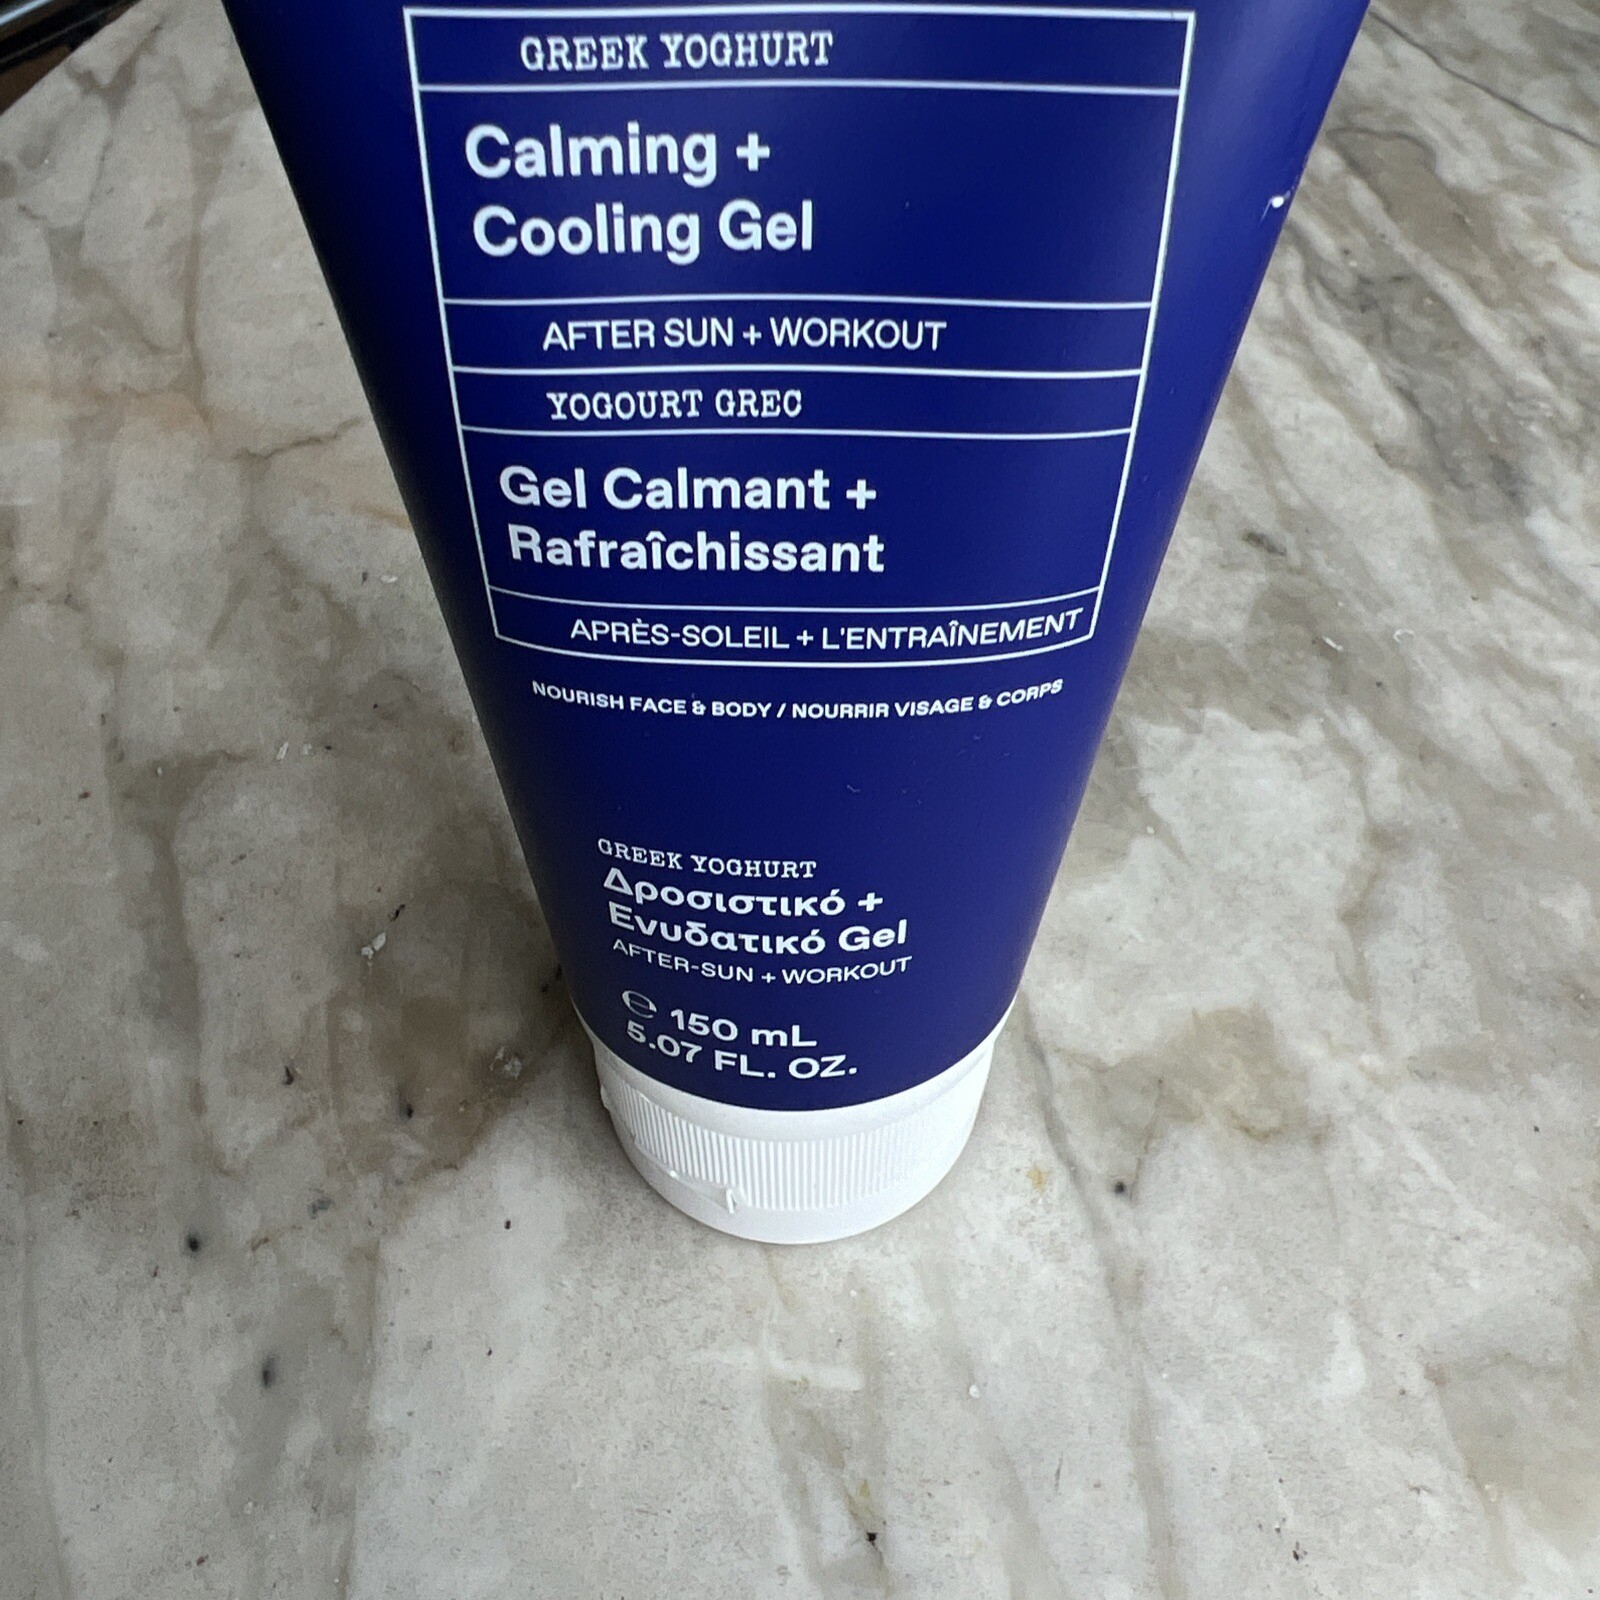 GREEK YOGHURT
Calming +
Cooling Gel
AFTER SUN + WORKOUT
YOGOURT GREC
Gel Calmant +
Rafraîchissant
APRÈS-SOLEIL + L'ENTRAÎNEMENT
NOURISH FACE & BODY / NOURRIR VISAGE & CORPS
GREEK YOGHURT
Δροσιστικό +
Ενυδατικό Gel
AFTER-SUN + WORKOUT
℮ 150 mL
5.07 FL. OZ.